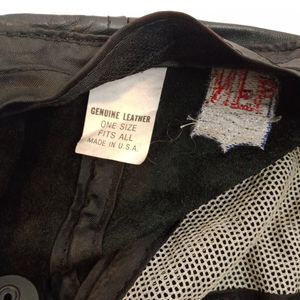 GENUINE LEATHER
ONE SIZE
FITS ALL
MADE IN U.S.A.